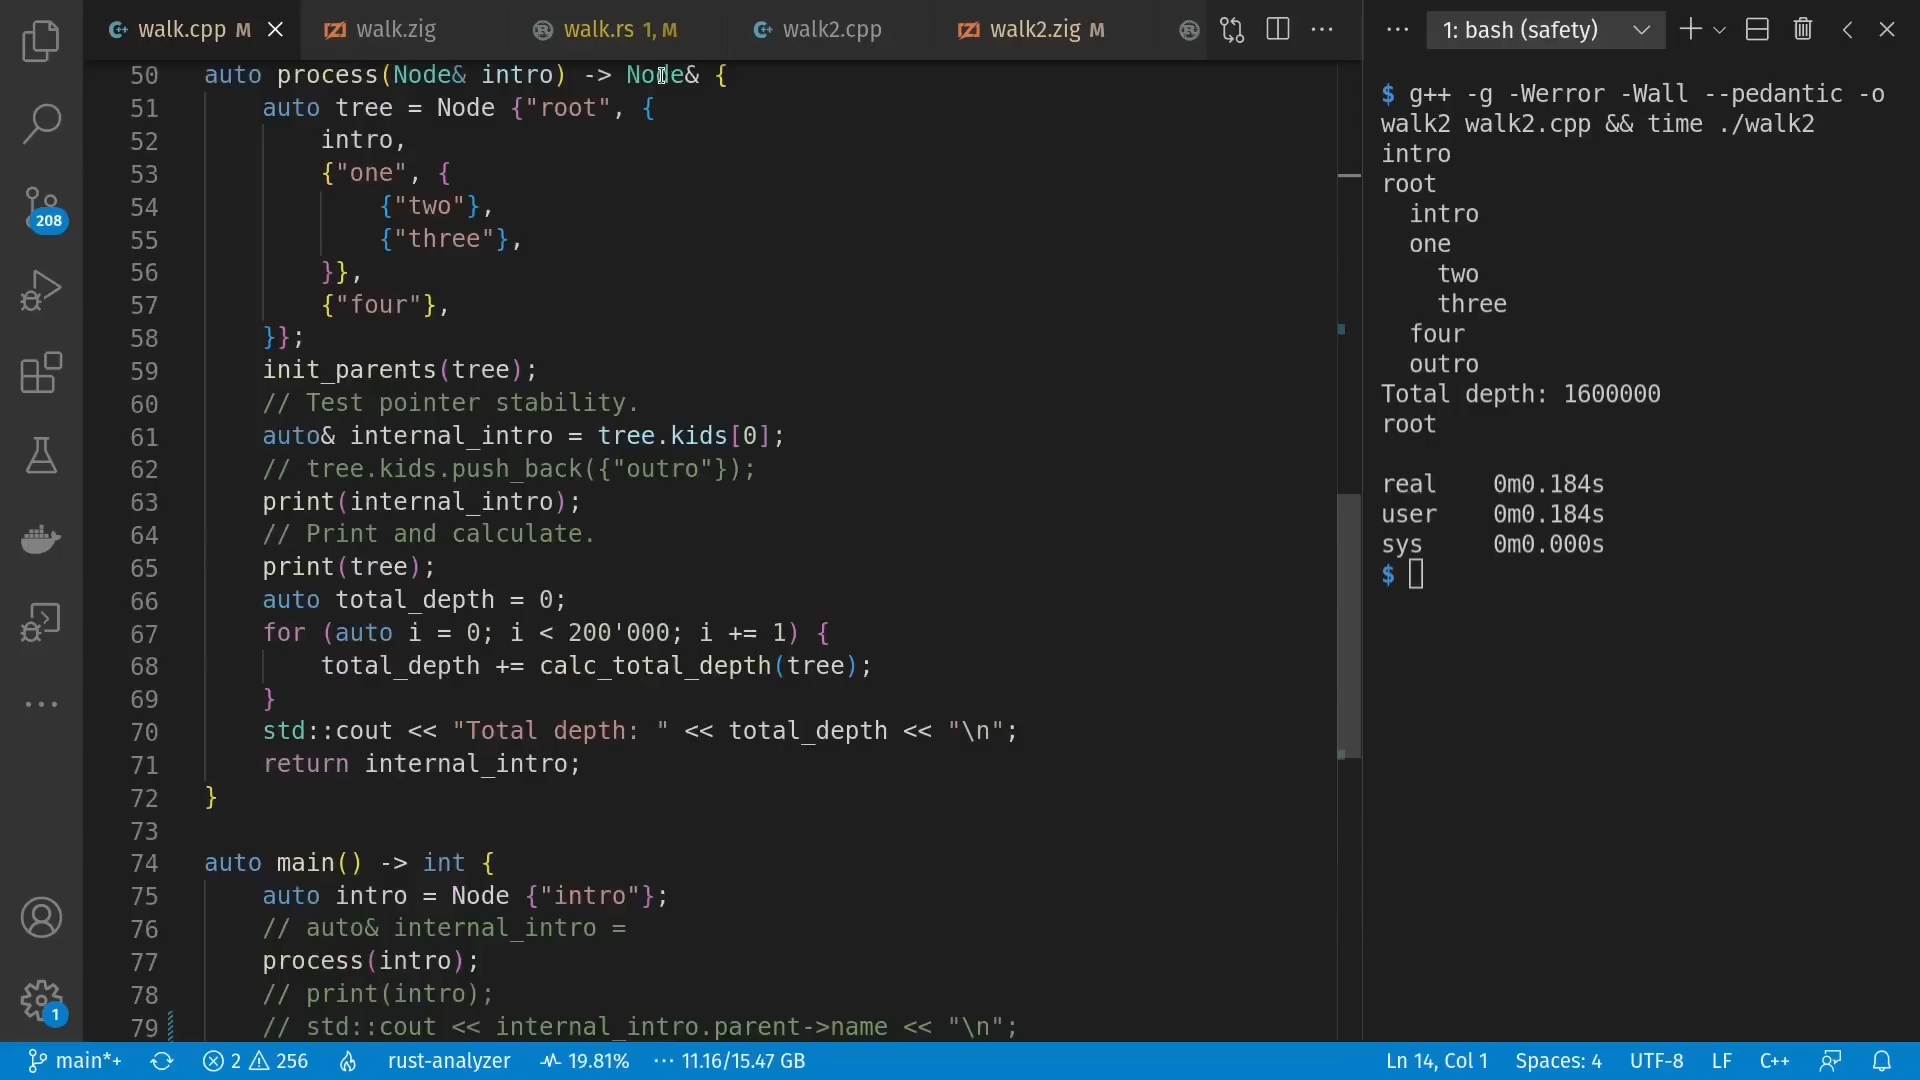 walk.cpp M
walk.zig
walk.rs 1, M
walk2.cpp
walk2.zig M
1: bash (safety)
50 auto process(Node& intro) -> Node& {
51 auto tree = Node {"root", {
52 intro,
53 {"one", {
54 {"two"},
55 {"three"},
56 }},
57 {"four"},
58 }};
59 init_parents(tree);
60 // Test pointer stability.
61 auto& internal_intro = tree.kids[0];
62 // tree.kids.push_back({"outro"});
63 print(internal_intro);
64 // Print and calculate.
65 print(tree);
66 auto total_depth = 0;
67 for (auto i = 0; i < 200'000; i += 1) {
68 total_depth += calc_total_depth(tree);
69 }
70 std::cout << "Total depth: " << total_depth << "\n";
71 return internal_intro;
72 }
73
74 auto main() -> int {
75 auto intro = Node {"intro"};
76 // auto& internal_intro =
77 process(intro);
78 // print(intro);
79 // std::cout << internal_intro.parent->name << "\n";
$ g++ -g -Werror -Wall --pedantic -o
walk2 walk2.cpp && time ./walk2
intro
root
intro
one
two
three
four
outro
Total depth: 1600000
root
real 0m0.184s
user 0m0.184s
sys 0m0.000s
$
208
1
main*+
2
256
rust-analyzer
19.81%
11.16/15.47 GB
Ln 14, Col 1
Spaces: 4
UTF-8
LF
C++